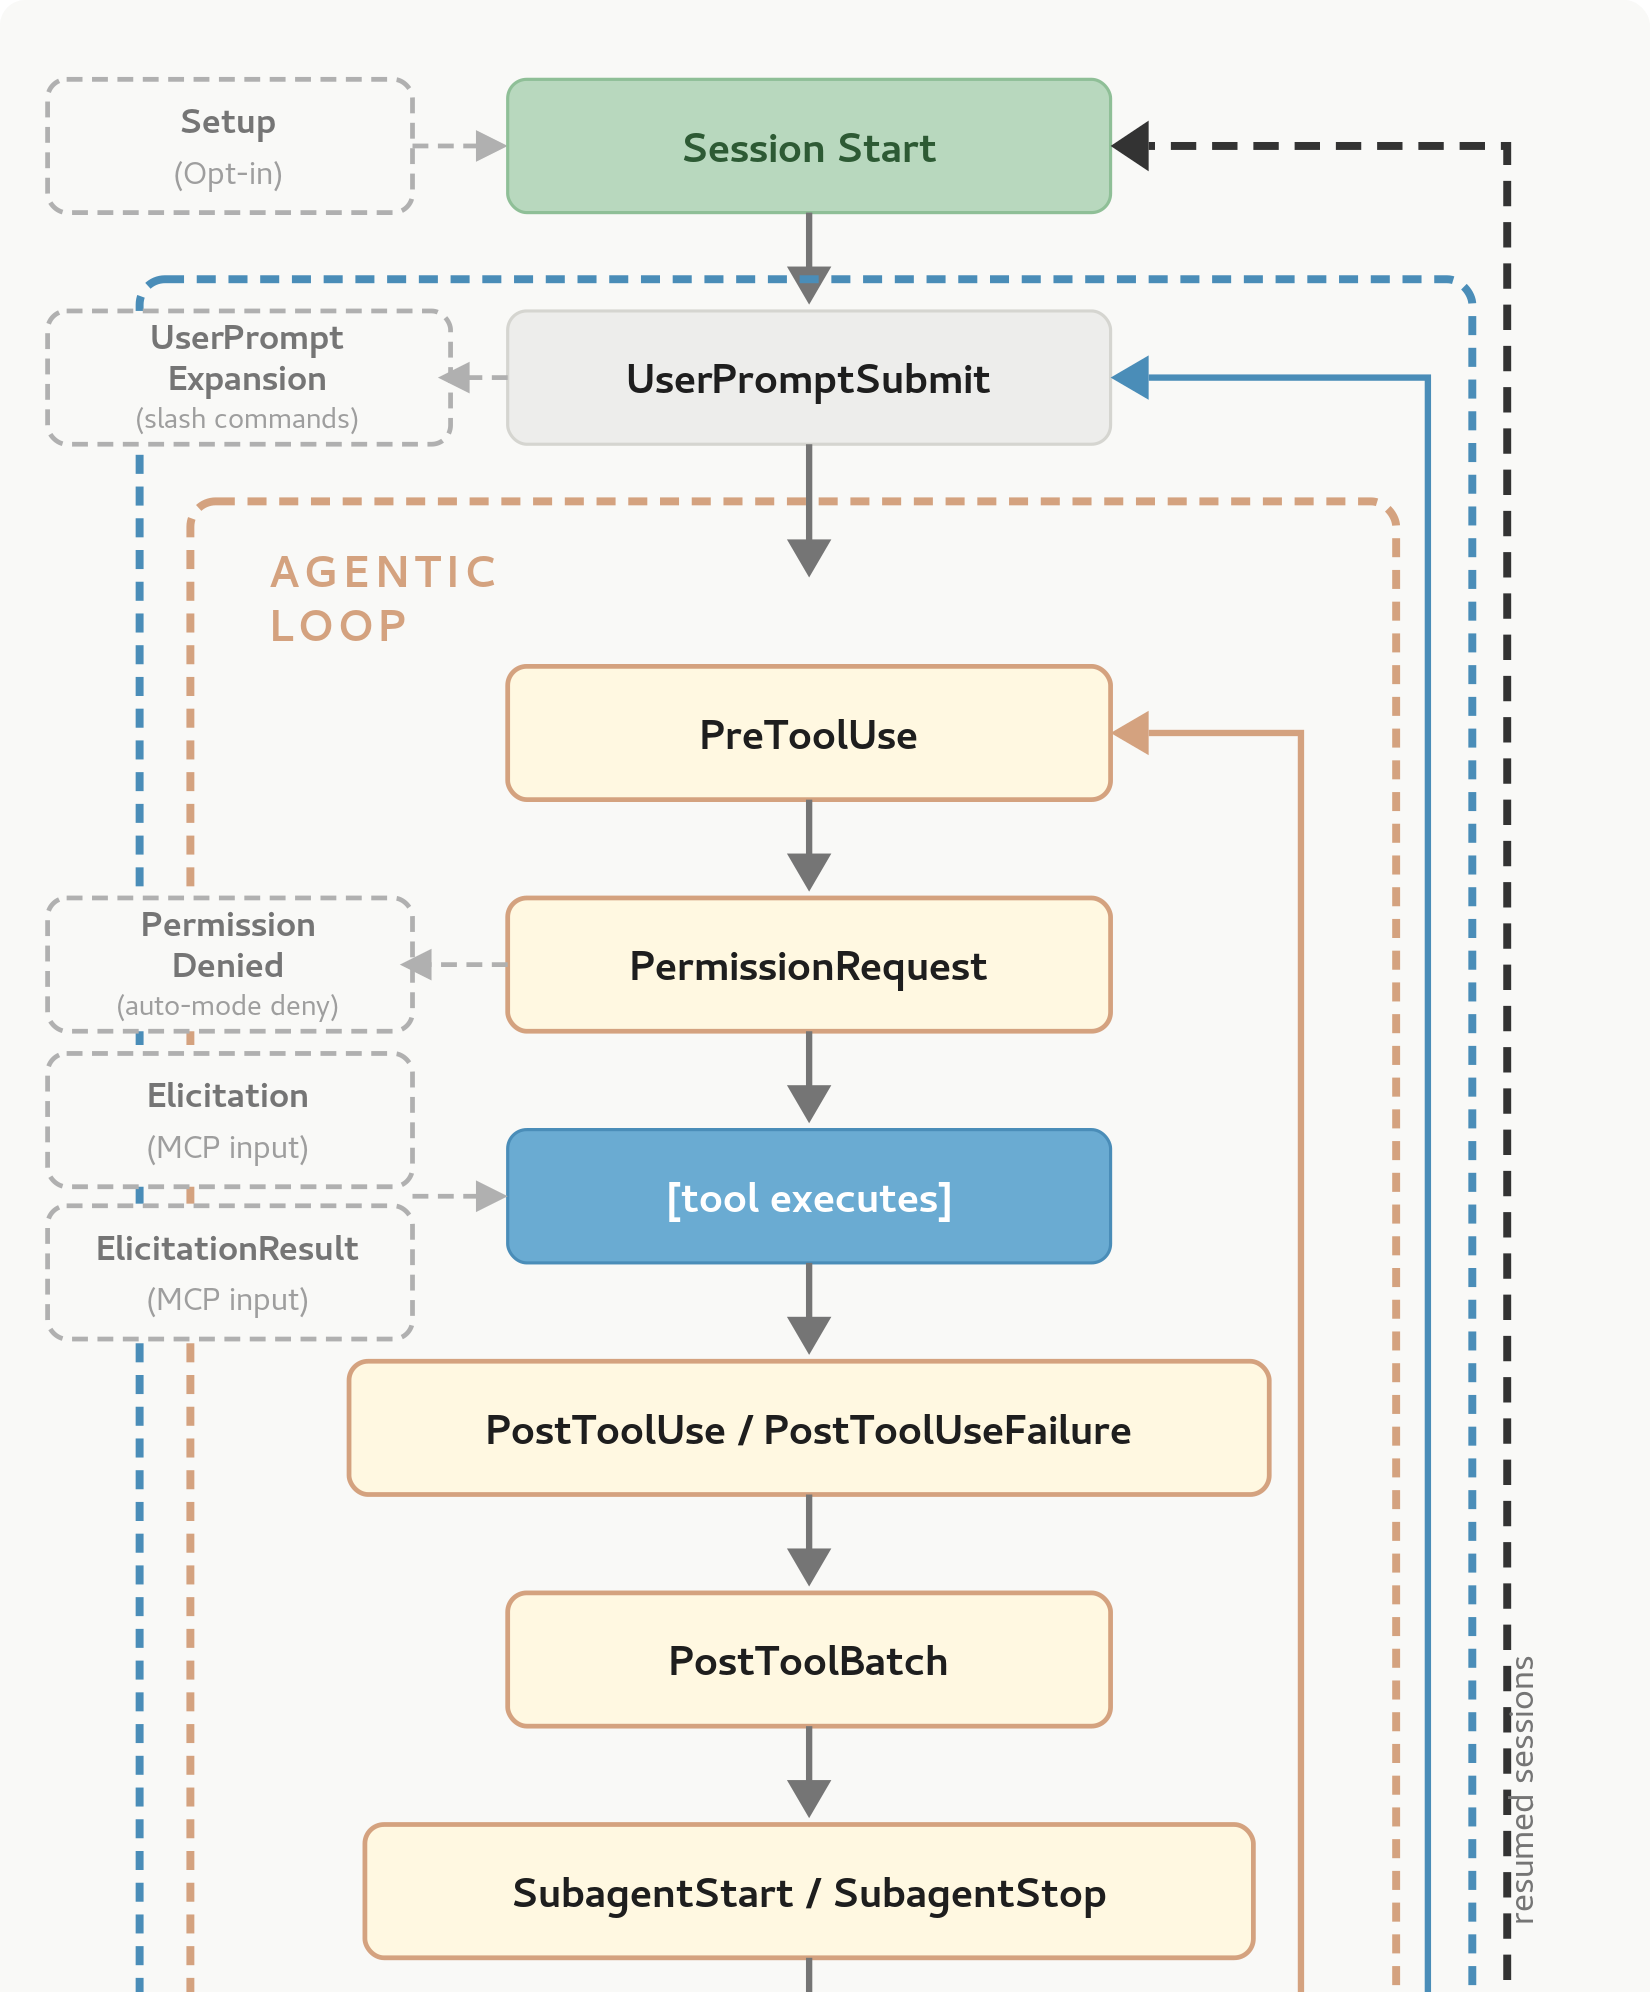 Setup
(Opt-in)
Session Start
UserPrompt
Expansion
(slash commands)
UserPromptSubmit
AGENTIC
LOOP
PreToolUse
Permission
Denied
(auto-mode deny)
PermissionRequest
Elicitation
(MCP input)
[tool executes]
ElicitationResult
(MCP input)
PostToolUse / PostToolUseFailure
PostToolBatch
resumed sessions
SubagentStart / SubagentStop